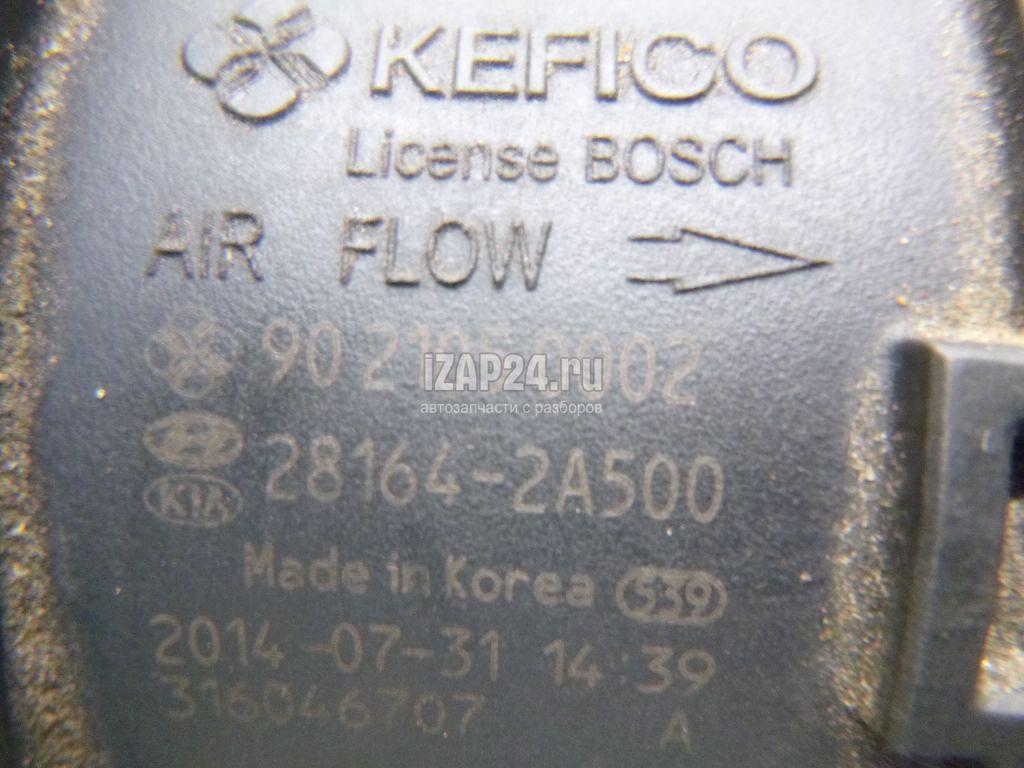 KEFICO
License BOSCH
AIR FLOW
90
iZAP24.ru
автозапчасти с разборов
28164-2A500
KIA
Made in Korea 539
2014-07-31 14:39
316046707
A